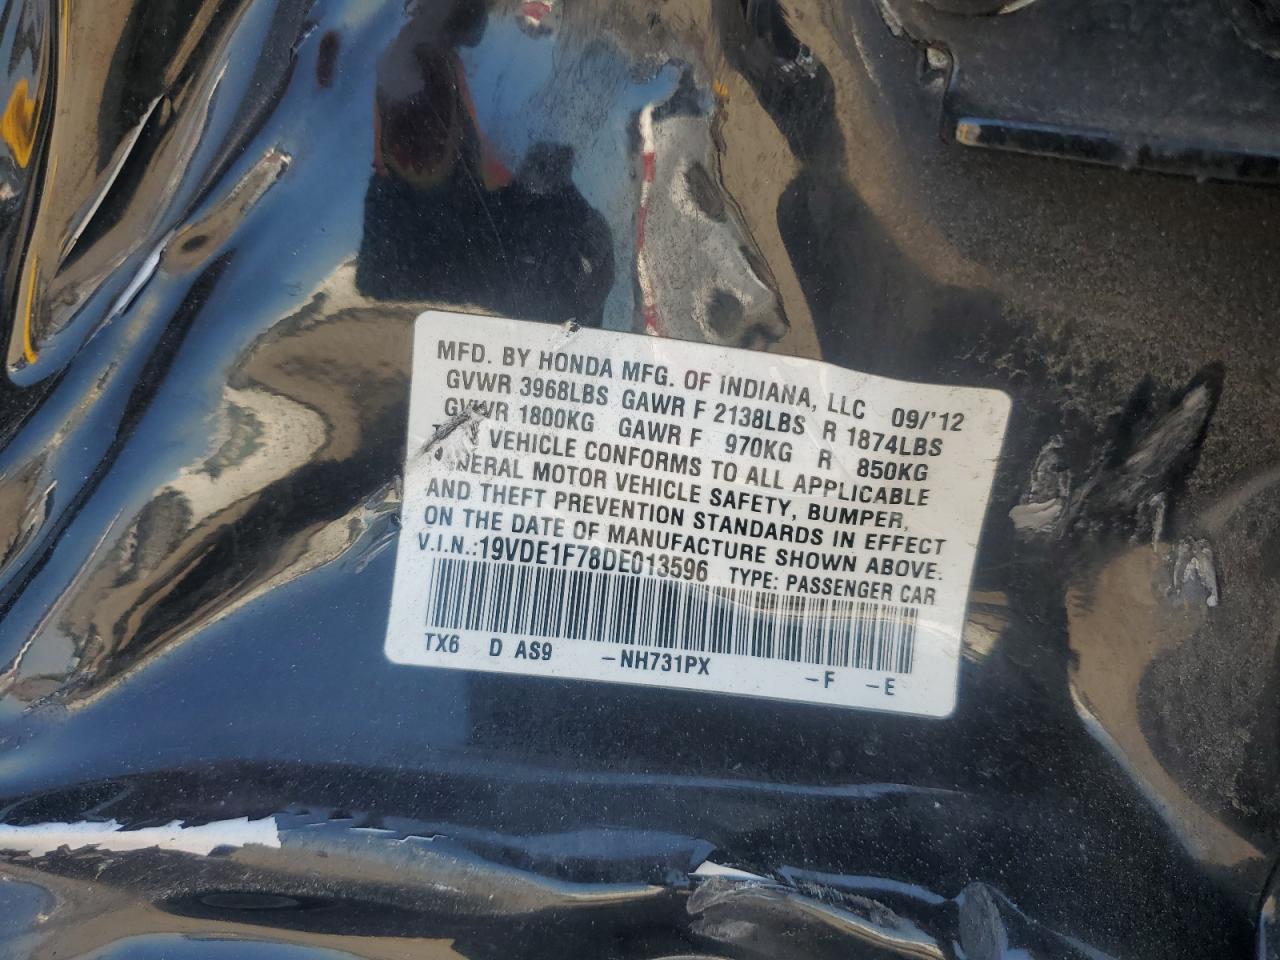 MFD. BY HONDA MFG. OF INDIANA, LLC 09/'12
GVWR 3968LBS GAWR F 2138LBS R 1874LBS
GVWR 1800KG GAWR F 970KG R 850KG
THIS VEHICLE CONFORMS TO ALL APPLICABLE
GENERAL MOTOR VEHICLE SAFETY, BUMPER,
AND THEFT PREVENTION STANDARDS IN EFFECT
ON THE DATE OF MANUFACTURE SHOWN ABOVE.
V.I.N.:19VDE1F78DE013596 TYPE: PASSENGER CAR
TX6 D AS9 –NH731PX –F –E